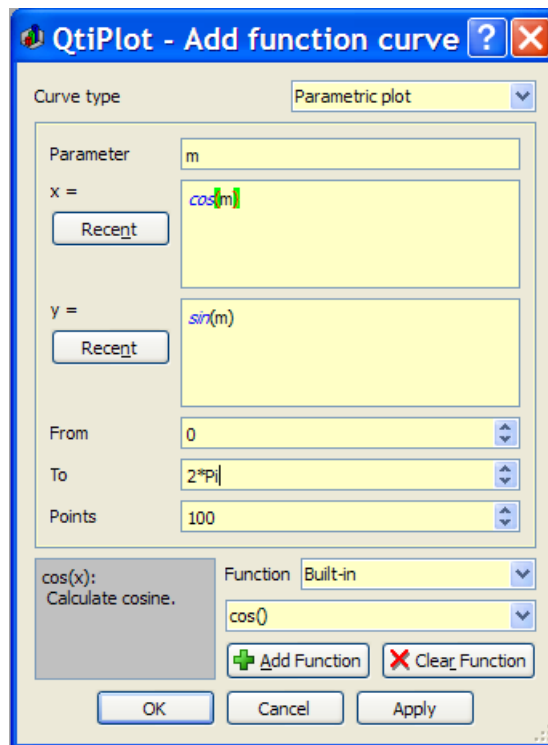 QtiPlot - Add function curve ?
Curve type Parametric plot
Parameter m
x = cos(m)
Recent
y = sin(m)
Recent
From 0
To 2*Pi
Points 100
cos(x):
Calculate cosine.
Function Built-in
cos()
Add Function Clear Function
OK Cancel Apply